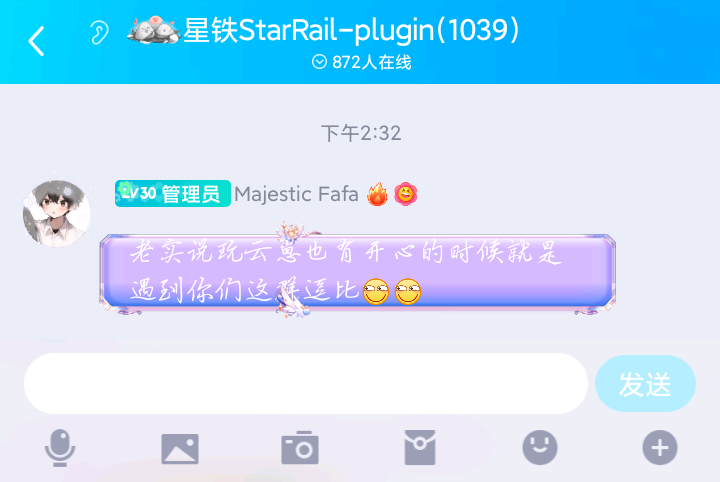 星铁StarRail-plugin(1039)
872人在线
下午2:32
LV30 管理员 Majestic Fafa
老实说玩云崽也有开心的时候就是
遇到你们这群逗比
发送